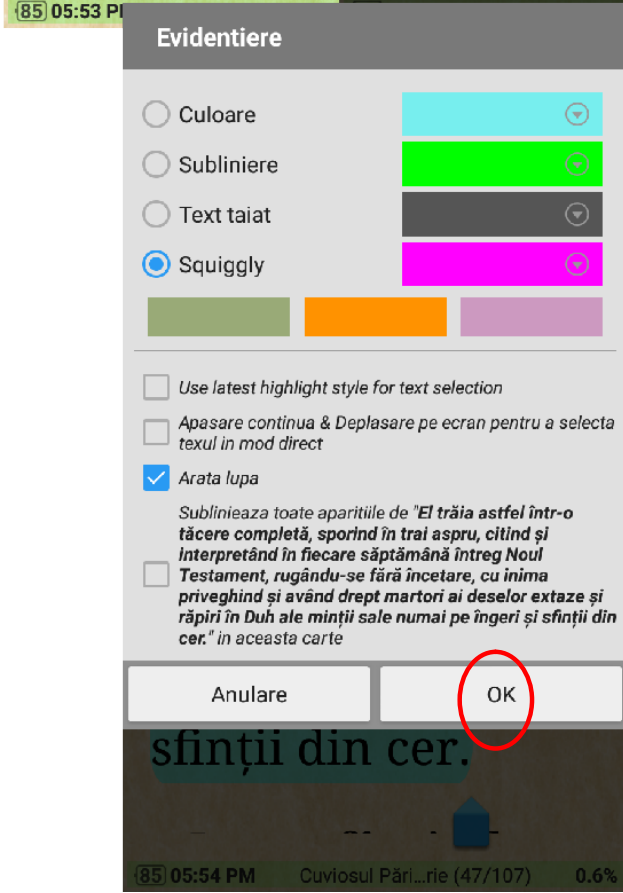 85 05:53 P
Evidentiere
Culoare
Subliniere
Text taiat
Squiggly
Use latest highlight style for text selection
Apasare continua & Deplasare pe ecran pentru a selecta
texul in mod direct
Arata lupa
Sublinieaza toate aparitiile de "El trăia astfel într-o
tăcere completă, sporind în trai aspru, citind și
interpretând în fiecare săptămână întreg Noul
Testament, rugându-se fără încetare, cu inima
priveghind și având drept martori ai deselor extaze și
răpiri în Duh ale minții sale numai pe îngeri și sfinții din
cer." in aceasta carte
Anulare OK
sfinții din cer.
85 05:54 PM Cuviosul Pări...rie (47/107) 0.6%